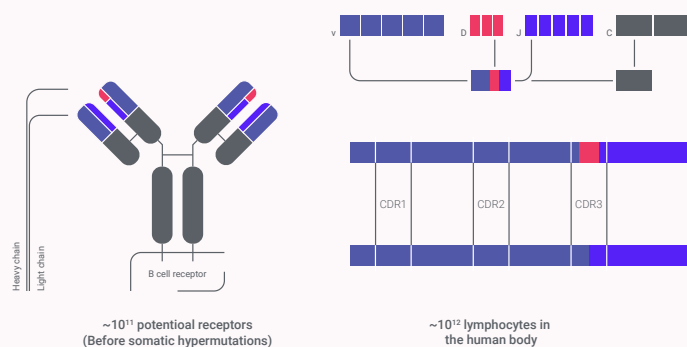 V
D
J
C
CDR1
CDR2
CDR3
Heavy chain
Light chain
B cell receptor
~10¹¹ potentioal receptors
(Before somatic hypermutations)
~10¹² lymphocytes in
the human body